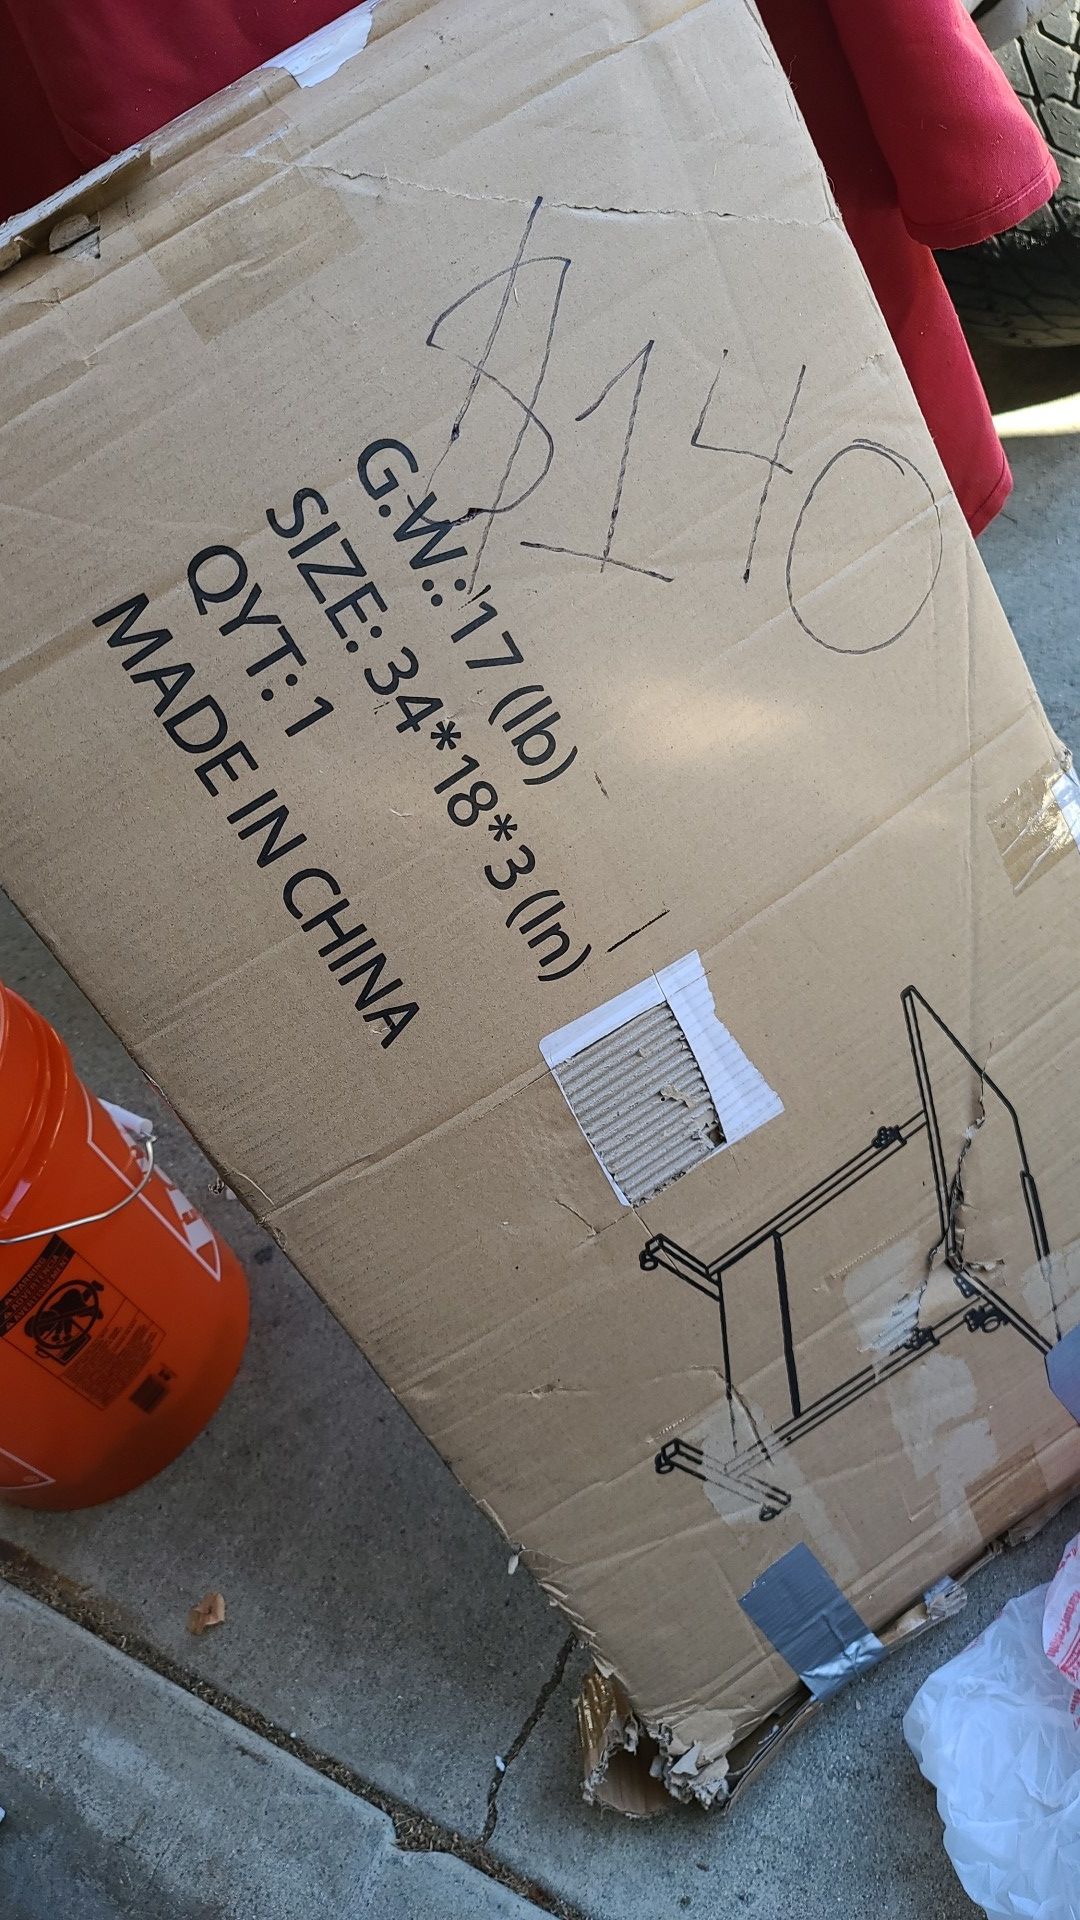 $140
G.W.: 17 (lb)
SIZE: 34*18*3 (In)
QYT: 1
MADE IN CHINA